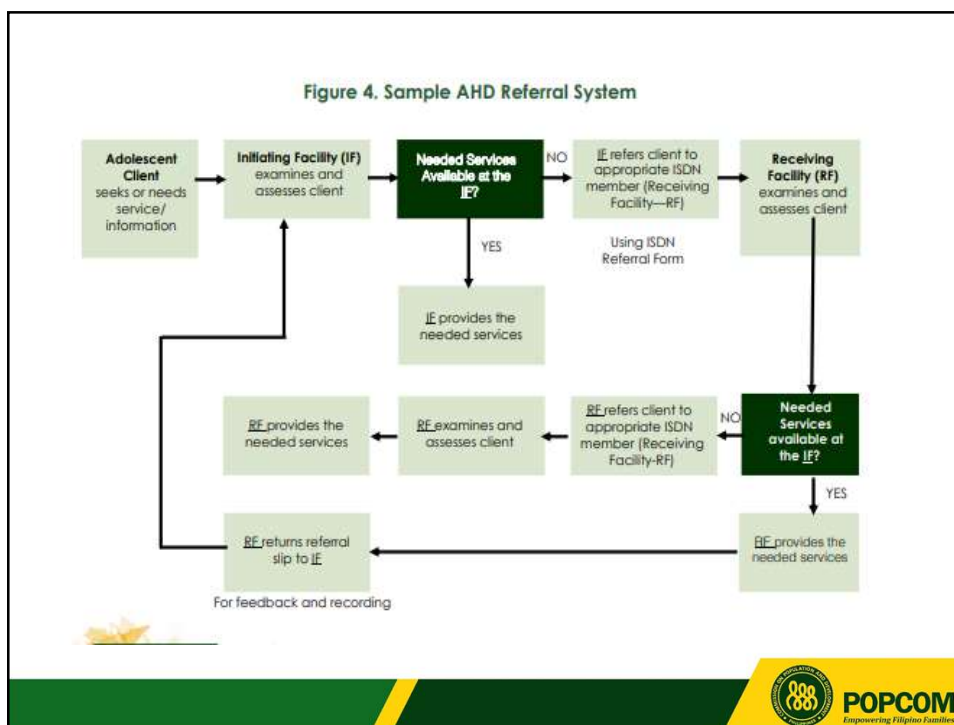 Figure 4. Sample AHD Referral System
Adolescent
Client
seeks or needs
service/
information
Initiating Facility (IF)
examines and
assesses client
Needed Services
Available at the
IF?
NO
IF refers client to
appropriate ISDN
member (Receiving
Facility—RF)
Receiving
Facility (RF)
examines and
assesses client
YES
Using ISDN
Referral Form
IF provides the
needed services
RF provides the
needed services
RF examines and
assesses client
RF refers client to
appropriate ISDN
member (Receiving
Facility-RF)
NO
Needed
Services
available at
the IF?
YES
RF returns referral
slip to IF
provides the
needed services
For feedback and recording
COMMISSION ON POPULATION AND DEVELOPMENT
POPCOM
Empowering Filipino Families